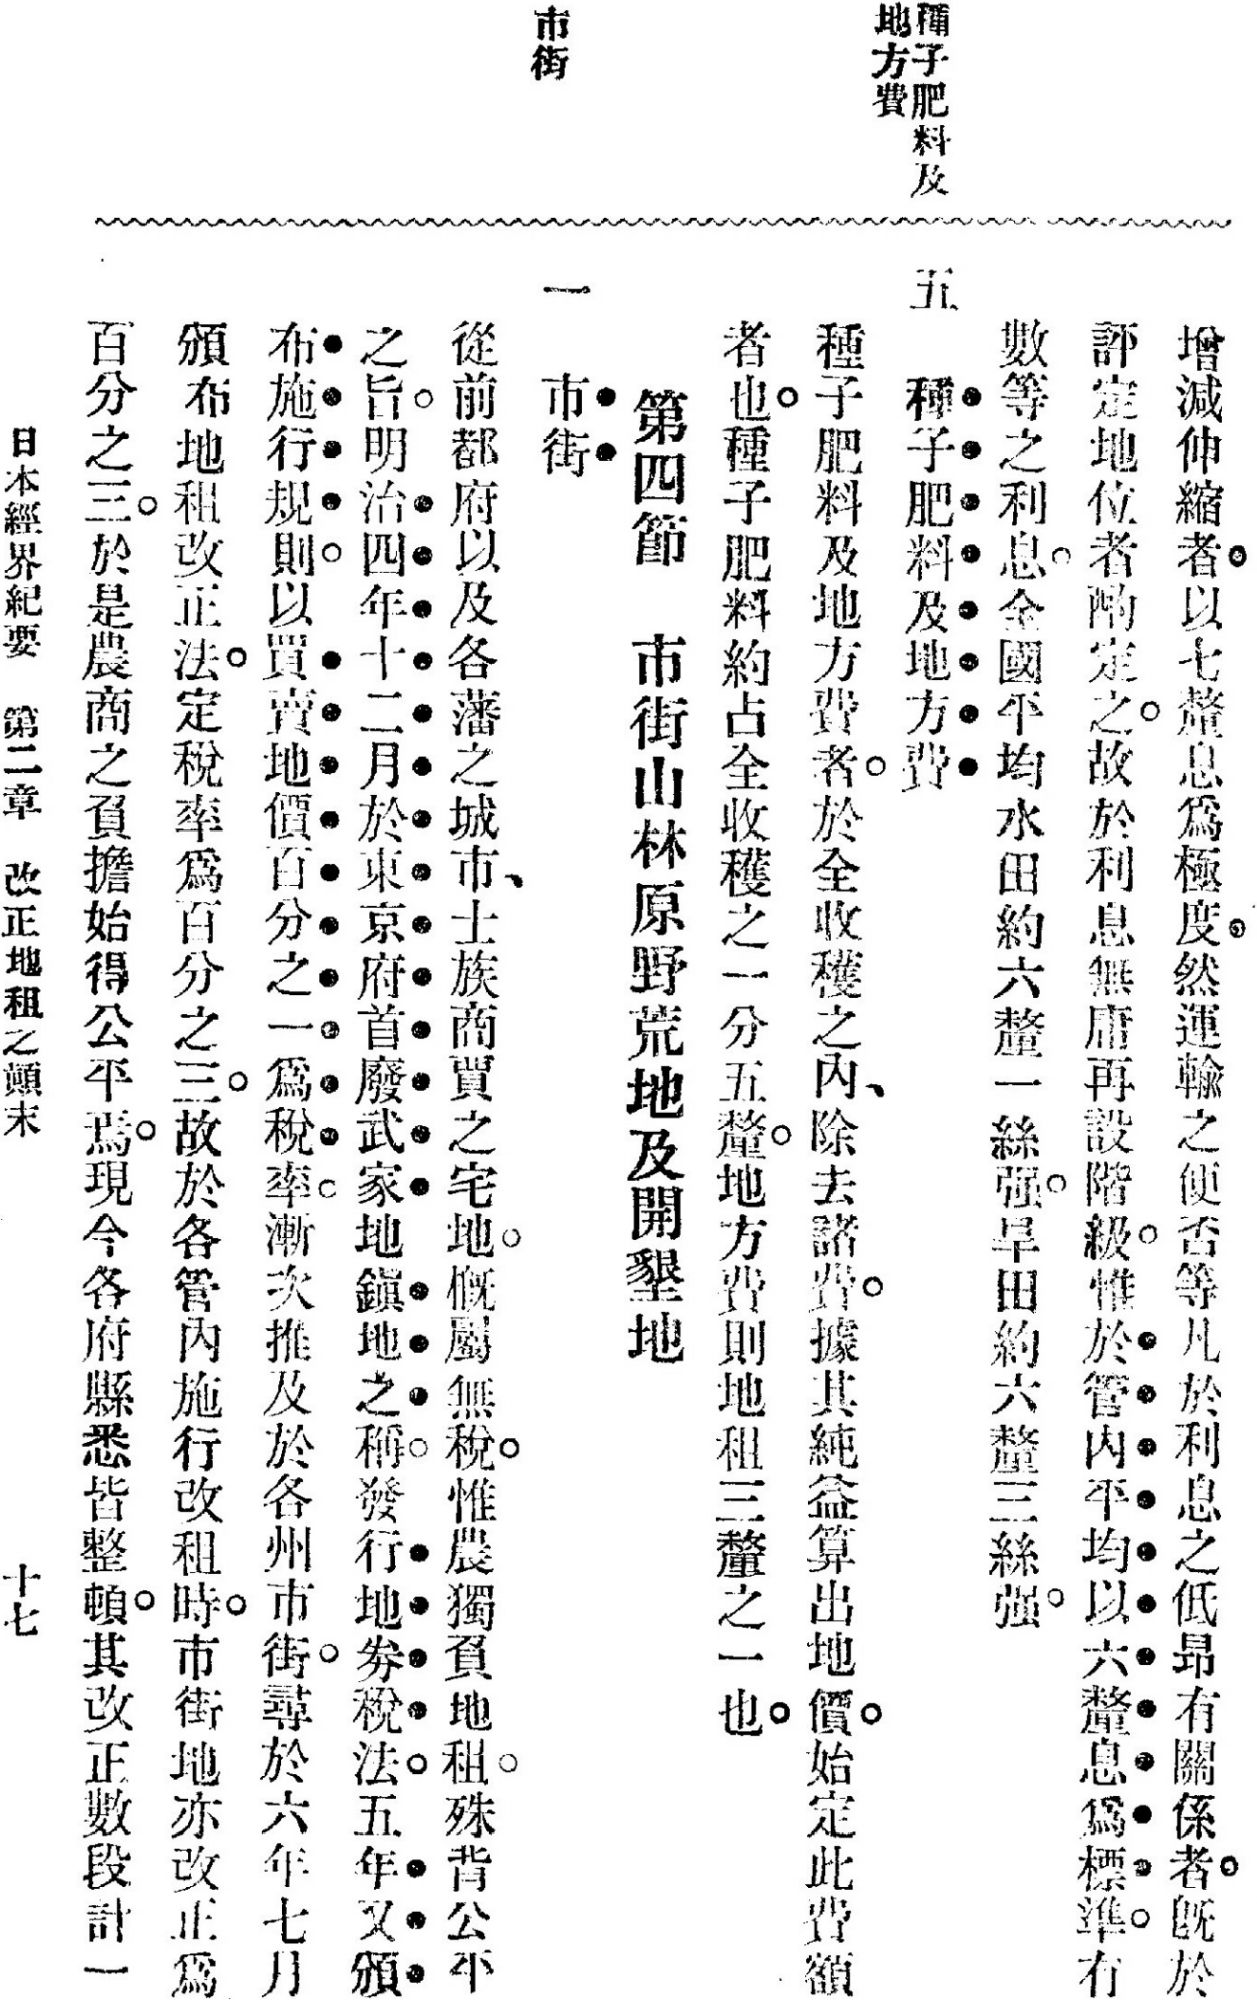 種子肥料及
地方費
市街
增減伸縮者。以七釐息爲極度。然運輸之便否等凡於利息之低昂有關係者。旣於
評定地位者酌定之。故於利息無庸再設階級。惟於管內平均以六釐息爲標準。有
數等之利息。全國平均水田約六釐一絲强。旱田約六釐三絲强。
五 種子肥料及地方費
種子肥料及地方費者。於全收穫之內、除去諸費。據其純益算出地價。始定此費額
者也。種子肥料約占全收穫之一分五釐。地方費則地租三釐之一也。
第四節 市街山林原野荒地及開墾地
一 市街
從前都府以及各藩之城市、士族商賈之宅地。概屬無稅。惟農獨負地租。殊背公平
之旨。明治四年十二月於東京府首廢武家地鎭地之稱。發行地劵稅法。五年又頒
布施行規則。以買賣地價百分之一爲稅率。漸次推及於各州市街。尋於六年七月
頒布地租改正法。定稅率爲百分之三。故於各管內施行改租時。市街地亦改正爲
百分之三。於是農商之負擔始得公平焉。現今各府縣悉皆整頓。其改正數段計一
日本經界紀要 第二章 改正地租之顚末 十七